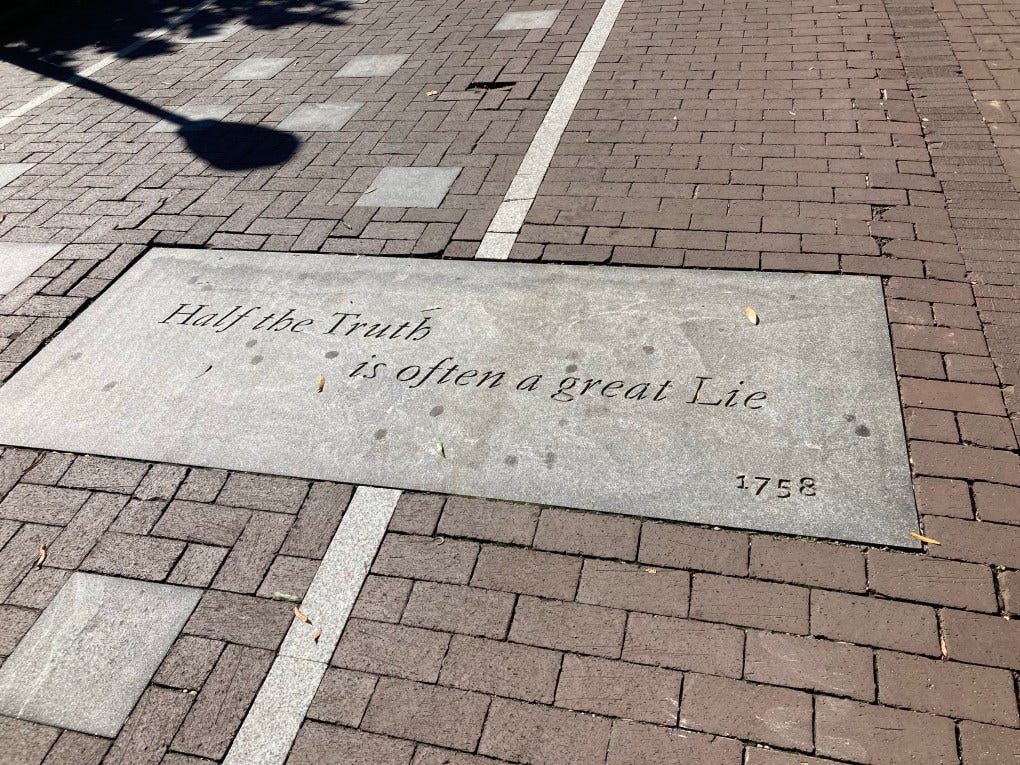 Half the Truth
is often a great Lie
1758